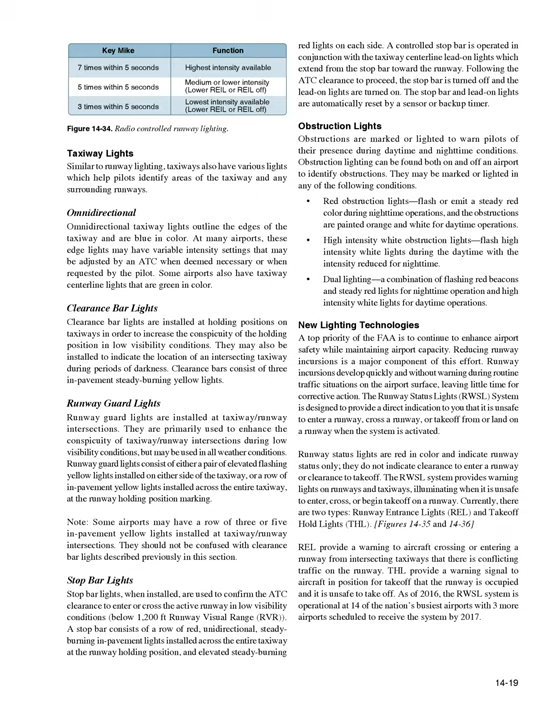 Key Mike Function
7 times within 5 seconds Highest intensity available
5 times within 5 seconds Medium or lower intensity
(Lower REIL or REIL off)
3 times within 5 seconds Lowest intensity available
(Lower REIL or REIL off)
Figure 14-34. Radio controlled runway lighting.
Taxiway Lights
Similar to runway lighting, taxiways also have various lights
which help pilots identify areas of the taxiway and any
surrounding runways.
Omnidirectional
Omnidirectional taxiway lights outline the edges of the
taxiway and are blue in color. At many airports, these
edge lights may have variable intensity settings that may
be adjusted by an ATC when deemed necessary or when
requested by the pilot. Some airports also have taxiway
centerline lights that are green in color.
Clearance Bar Lights
Clearance bar lights are installed at holding positions on
taxiways in order to increase the conspicuity of the holding
position in low visibility conditions. They may also be
installed to indicate the location of an intersecting taxiway
during periods of darkness. Clearance bars consist of three
in-pavement steady-burning yellow lights.
Runway Guard Lights
Runway guard lights are installed at taxiway/runway
intersections. They are primarily used to enhance the
conspicuity of taxiway/runway intersections during low
visibility conditions, but may be used in all weather conditions.
Runway guard lights consist of either a pair of elevated flashing
yellow lights installed on either side of the taxiway, or a row of
in-pavement yellow lights installed across the entire taxiway,
at the runway holding position marking.
Note: Some airports may have a row of three or five
in-pavement yellow lights installed at taxiway/runway
intersections. They should not be confused with clearance
bar lights described previously in this section.
Stop Bar Lights
Stop bar lights, when installed, are used to confirm the ATC
clearance to enter or cross the active runway in low visibility
conditions (below 1,200 ft Runway Visual Range (RVR)).
A stop bar consists of a row of red, unidirectional, steady-
burning in-pavement lights installed across the entire taxiway
at the runway holding position, and elevated steady-burning
red lights on each side. A controlled stop bar is operated in
conjunction with the taxiway centerline lead-on lights which
extend from the stop bar toward the runway. Following the
ATC clearance to proceed, the stop bar is turned off and the
lead-on lights are turned on. The stop bar and lead-on lights
are automatically reset by a sensor or backup timer.
Obstruction Lights
Obstructions are marked or lighted to warn pilots of
their presence during daytime and nighttime conditions.
Obstruction lighting can be found both on and off an airport
to identify obstructions. They may be marked or lighted in
any of the following conditions.
• Red obstruction lights—flash or emit a steady red
color during nighttime operations, and the obstructions
are painted orange and white for daytime operations.
• High intensity white obstruction lights—flash high
intensity white lights during the daytime with the
intensity reduced for nighttime.
• Dual lighting—a combination of flashing red beacons
and steady red lights for nighttime operation and high
intensity white lights for daytime operations.
New Lighting Technologies
A top priority of the FAA is to continue to enhance airport
safety while maintaining airport capacity. Reducing runway
incursions is a major component of this effort. Runway
incursions develop quickly and without warning during routine
traffic situations on the airport surface, leaving little time for
corrective action. The Runway Status Lights (RWSL) System
is designed to provide a direct indication to you that it is unsafe
to enter a runway, cross a runway, or takeoff from or land on
a runway when the system is activated.
Runway status lights are red in color and indicate runway
status only; they do not indicate clearance to enter a runway
or clearance to takeoff. The RWSL system provides warning
lights on runways and taxiways, illuminating when it is unsafe
to enter, cross, or begin takeoff on a runway. Currently, there
are two types: Runway Entrance Lights (REL) and Takeoff
Hold Lights (THL). [Figures 14-35 and 14-36]
REL provide a warning to aircraft crossing or entering a
runway from intersecting taxiways that there is conflicting
traffic on the runway. THL provide a warning signal to
aircraft in position for takeoff that the runway is occupied
and it is unsafe to take off. As of 2016, the RWSL system is
operational at 14 of the nation's busiest airports with 3 more
airports scheduled to receive the system by 2017.
14-19